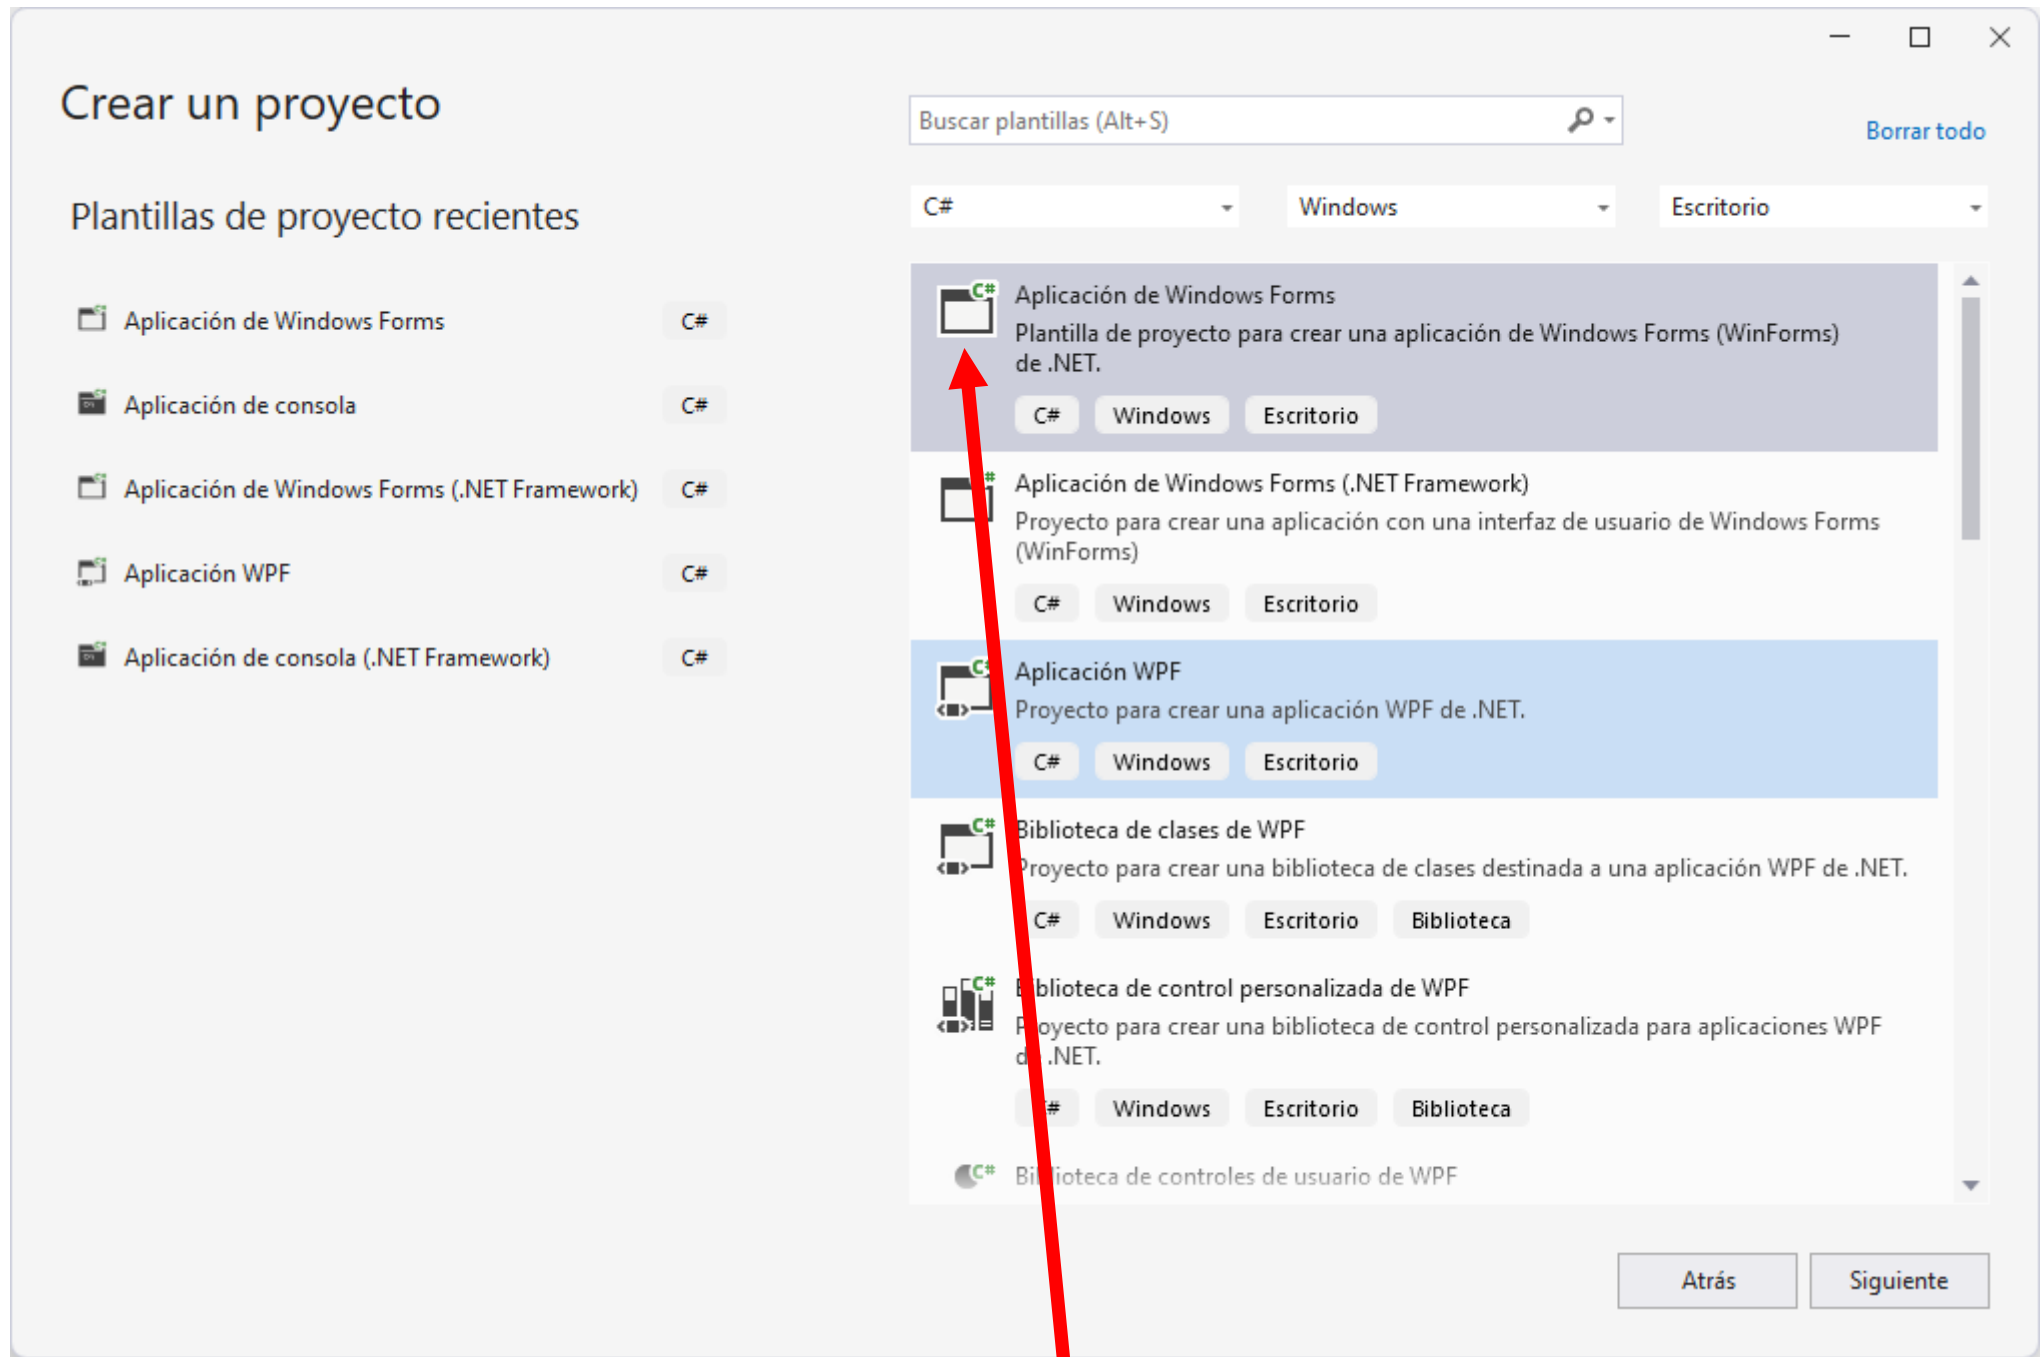 Crear un proyecto
Buscar plantillas (Alt+S)
Borrar todo
Plantillas de proyecto recientes
C#
Windows
Escritorio
Aplicación de Windows Forms
C#
Aplicación de consola
C#
Aplicación de Windows Forms (.NET Framework)
C#
Aplicación WPF
C#
Aplicación de consola (.NET Framework)
C#
Aplicación de Windows Forms
Plantilla de proyecto para crear una aplicación de Windows Forms (WinForms)
de .NET.
C# Windows Escritorio
Aplicación de Windows Forms (.NET Framework)
Proyecto para crear una aplicación con una interfaz de usuario de Windows Forms
(WinForms)
C# Windows Escritorio
Aplicación WPF
Proyecto para crear una aplicación WPF de .NET.
C# Windows Escritorio
Biblioteca de clases de WPF
Proyecto para crear una biblioteca de clases destinada a una aplicación WPF de .NET.
C# Windows Escritorio Biblioteca
Biblioteca de control personalizada de WPF
Proyecto para crear una biblioteca de control personalizada para aplicaciones WPF
de .NET.
C# Windows Escritorio Biblioteca
Biblioteca de controles de usuario de WPF
Atrás
Siguiente